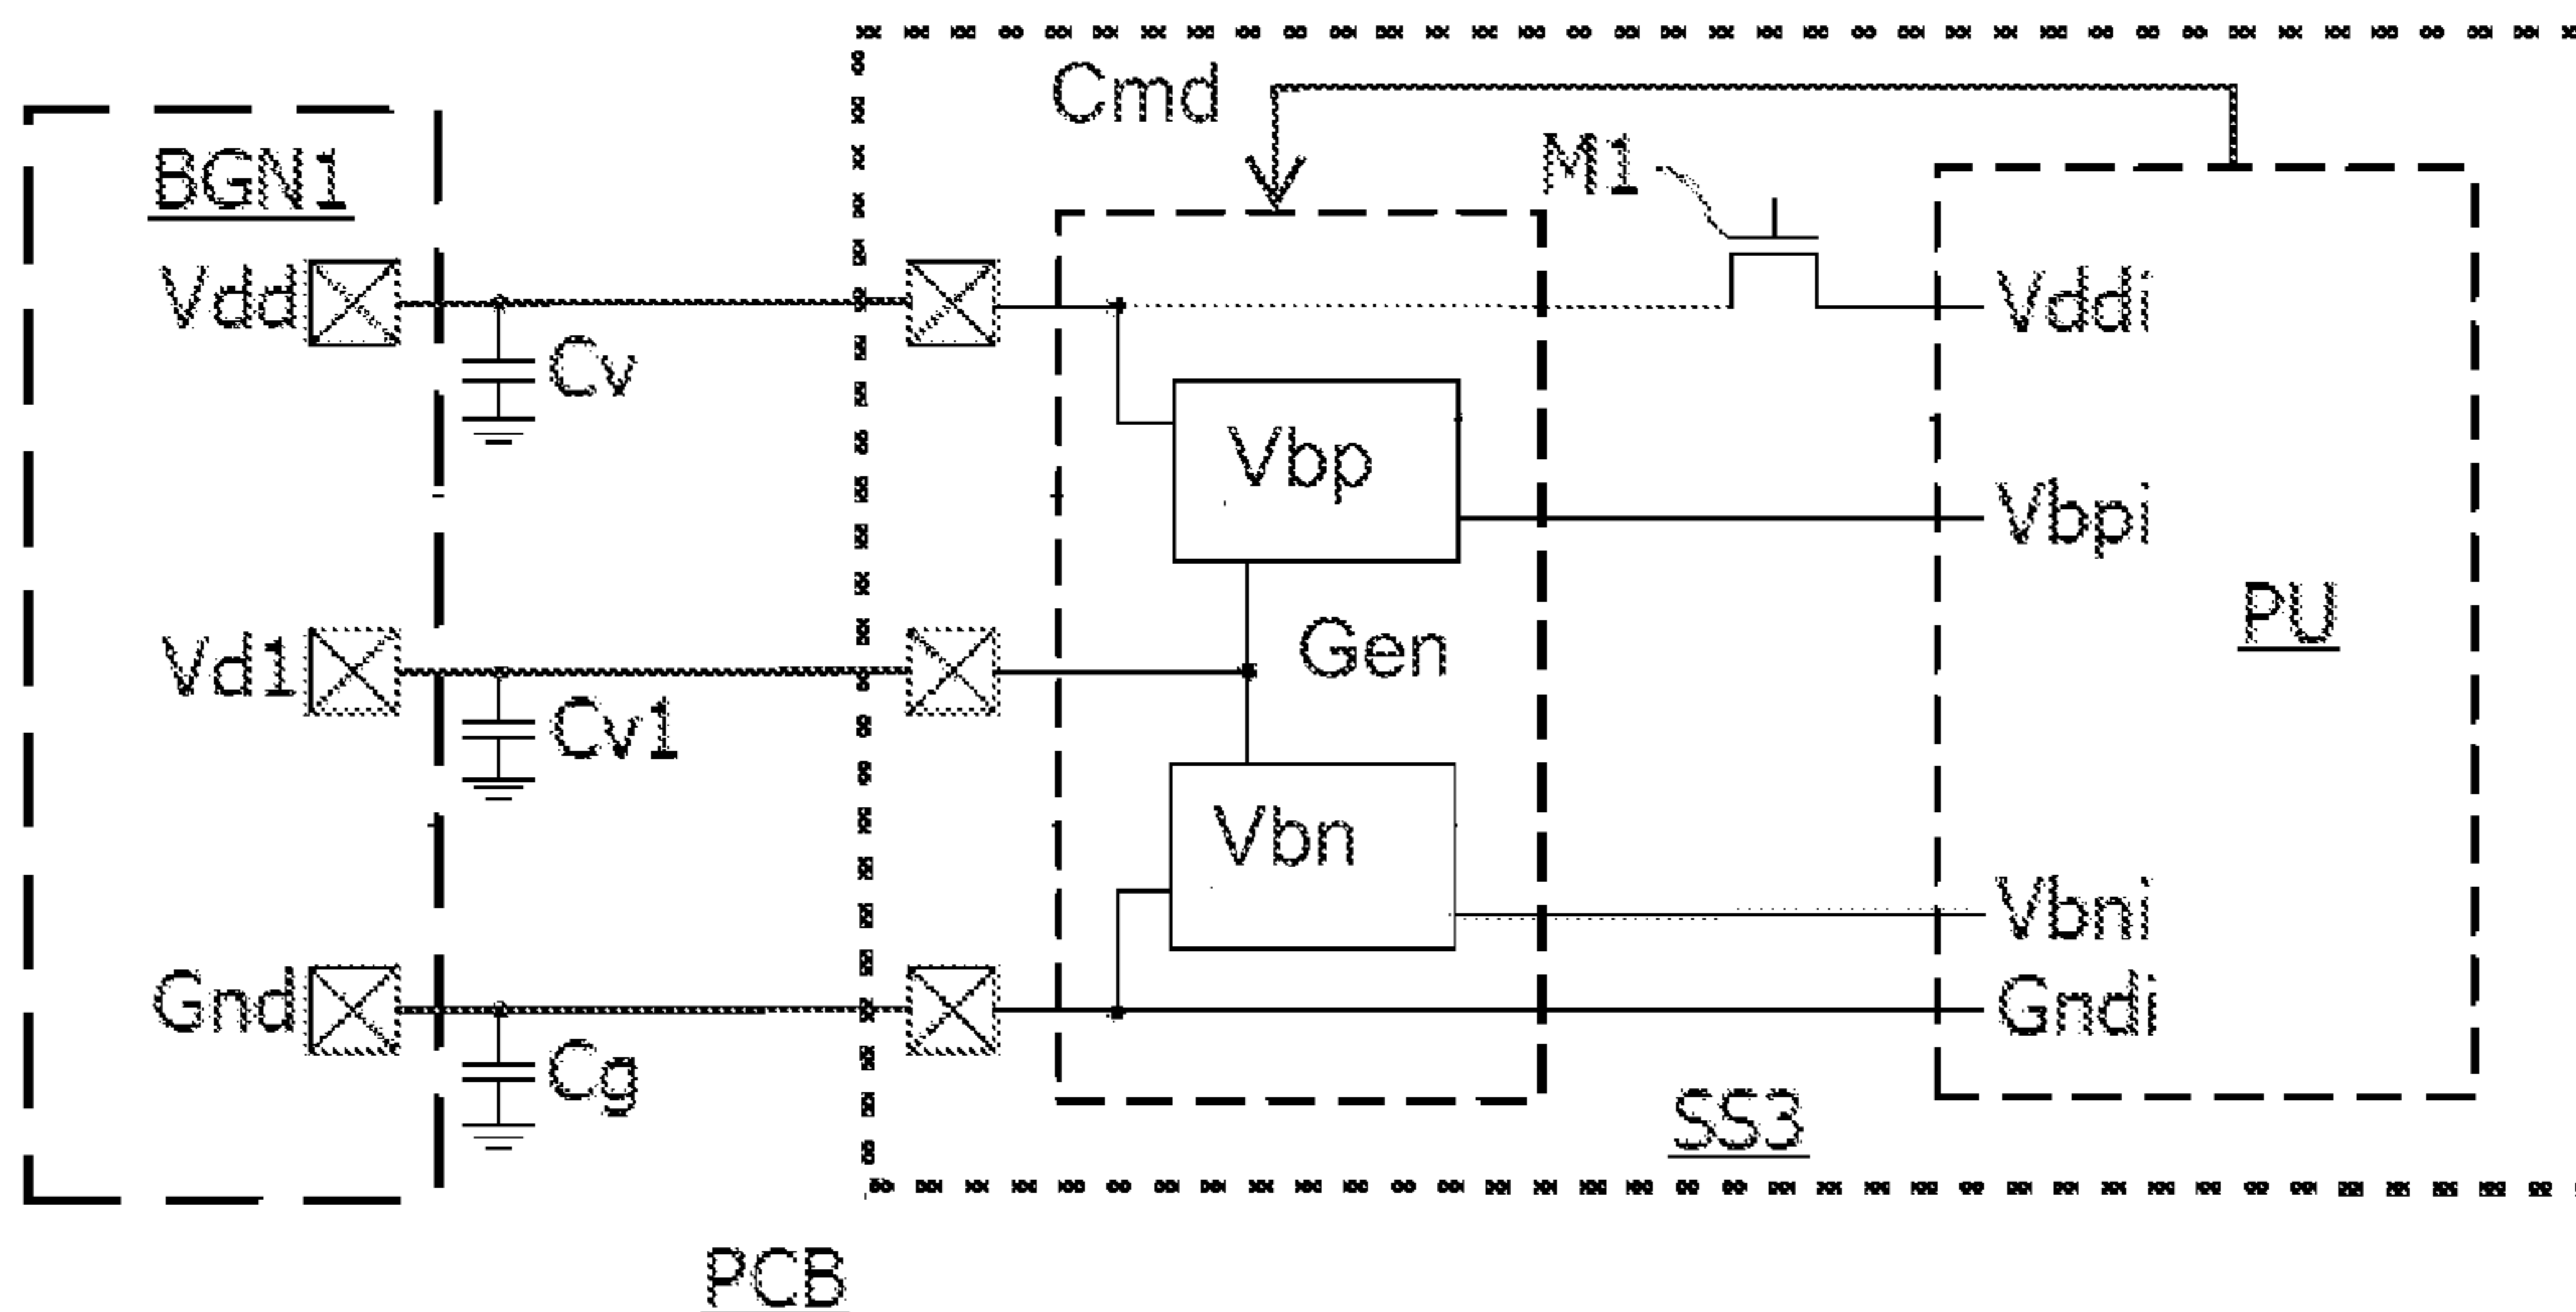 Cmd
BGN1
M1
Vdd
Vddi
Cv
Vbp
Vbpi
PU
Vd1
Gen
Cv1
Vbn
Vbni
Gnd
Gndi
Cg
SS3
PCB